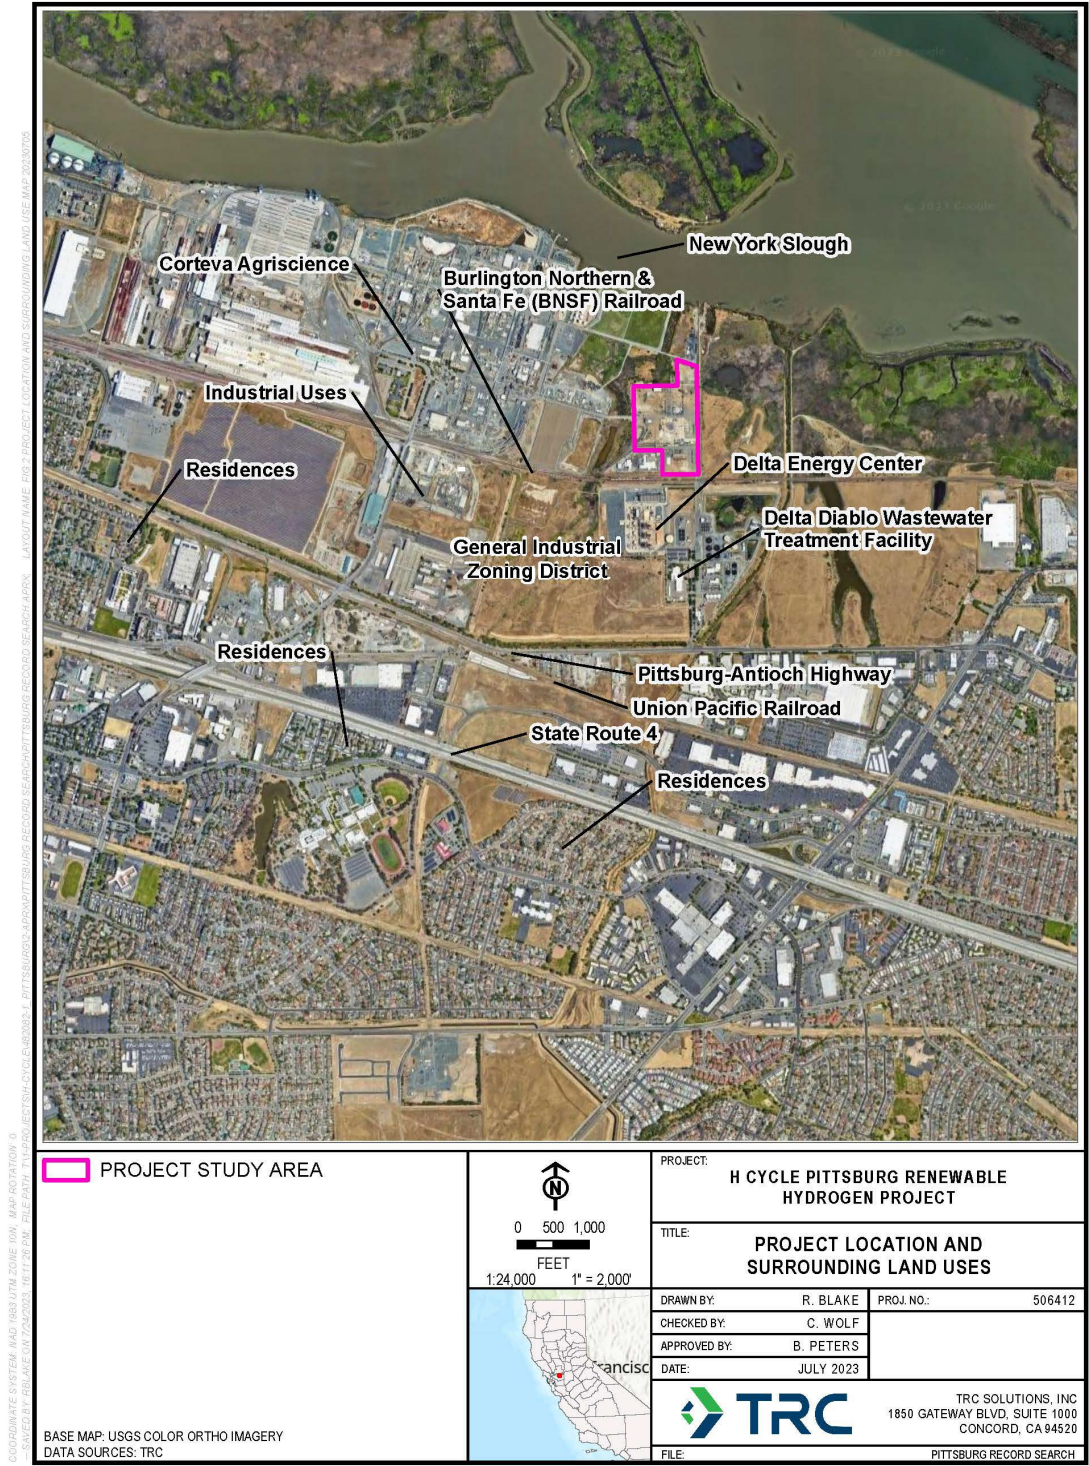 © 2023 Google
New York Slough
Corteva Agriscience
Burlington Northern &
Santa Fe (BNSF) Railroad
Industrial Uses
Residences
Delta Energy Center
Delta Diablo Wastewater
Treatment Facility
General Industrial
Zoning District
Residences
Pittsburg-Antioch Highway
Union Pacific Railroad
State Route 4
Residences
PROJECT STUDY AREA
BASE MAP: USGS COLOR ORTHO IMAGERY
DATA SOURCES: TRC
N
0 500 1,000
FEET
1:24,000 1" = 2,000'
Francisc
PROJECT:
H CYCLE PITTSBURG RENEWABLE
HYDROGEN PROJECT
TITLE:
PROJECT LOCATION AND
SURROUNDING LAND USES
DRAWN BY: R. BLAKE PROJ. NO.: 506412
CHECKED BY: C. WOLF
APPROVED BY: B. PETERS
DATE: JULY 2023
TRC
TRC SOLUTIONS, INC
1850 GATEWAY BLVD, SUITE 1000
CONCORD, CA 94520
FILE: PITTSBURG RECORD SEARCH